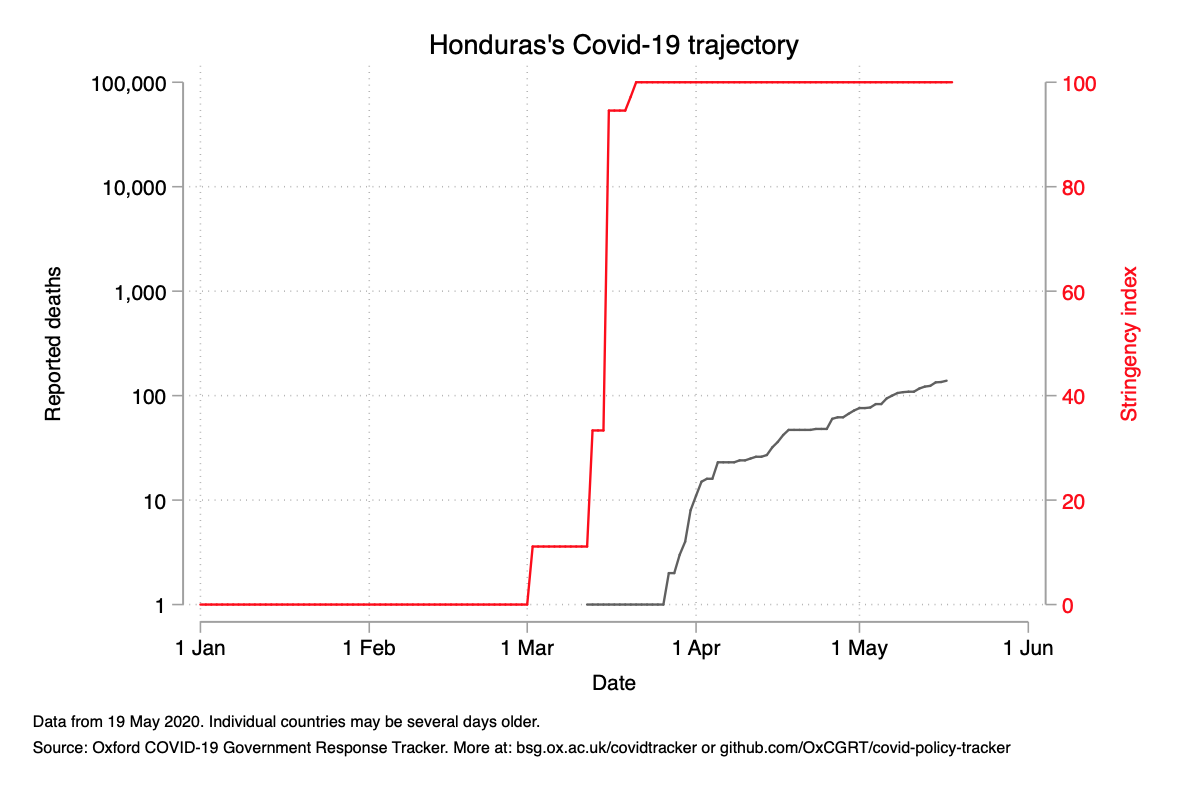 Honduras's Covid-19 trajectory
100,000
10,000
1,000
100
10
1
Reported deaths
100
80
60
40
20
0
Stringency index
1 Jan
1 Feb
1 Mar
1 Apr
1 May
1 Jun
Date
Data from 19 May 2020. Individual countries may be several days older.
Source: Oxford COVID-19 Government Response Tracker. More at: bsg.ox.ac.uk/covidtracker or github.com/OxCGRT/covid-policy-tracker